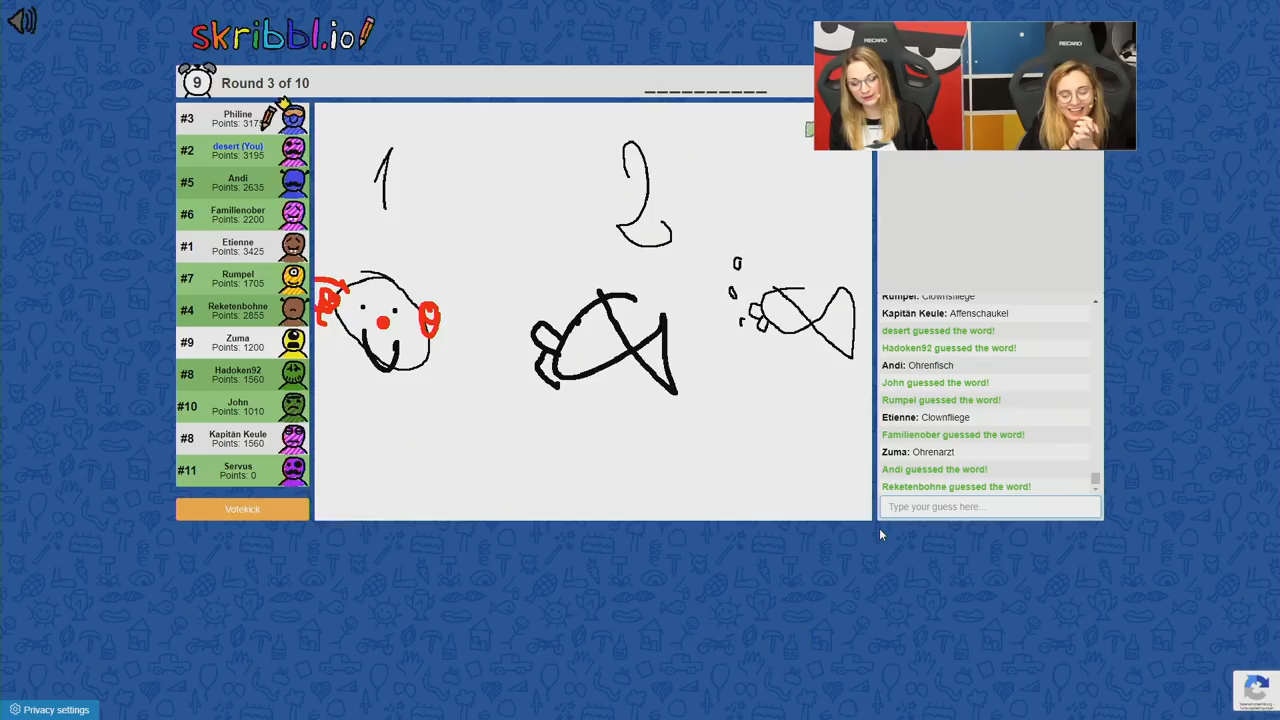 skribbl.io!
RECARO
RECARO
9
Round 3 of 10
__________
#3 Philine
Points: 3175
#2 desert (You)
Points: 3195
#5 Andi
Points: 2635
#6 Familienober
Points: 2200
#1 Etienne
Points: 3425
#7 Rumpel
Points: 1705
#4 Reketenbohne
Points: 2855
#9 Zuma
Points: 1200
#8 Hadoken92
Points: 1560
#10 John
Points: 1010
#8 Kapitän Keule
Points: 1560
#11 Servus
Points: 0
Votekick
1
2
Rumpel: Clownsfliege
Kapitän Keule: Affenschaukel
desert guessed the word!
Hadoken92 guessed the word!
Andi: Ohrenfisch
John guessed the word!
Rumpel guessed the word!
Etienne: Clownfliege
Familienober guessed the word!
Zuma: Ohrenarzt
Andi guessed the word!
Reketenbohne guessed the word!
Type your guess here...
Privacy settings